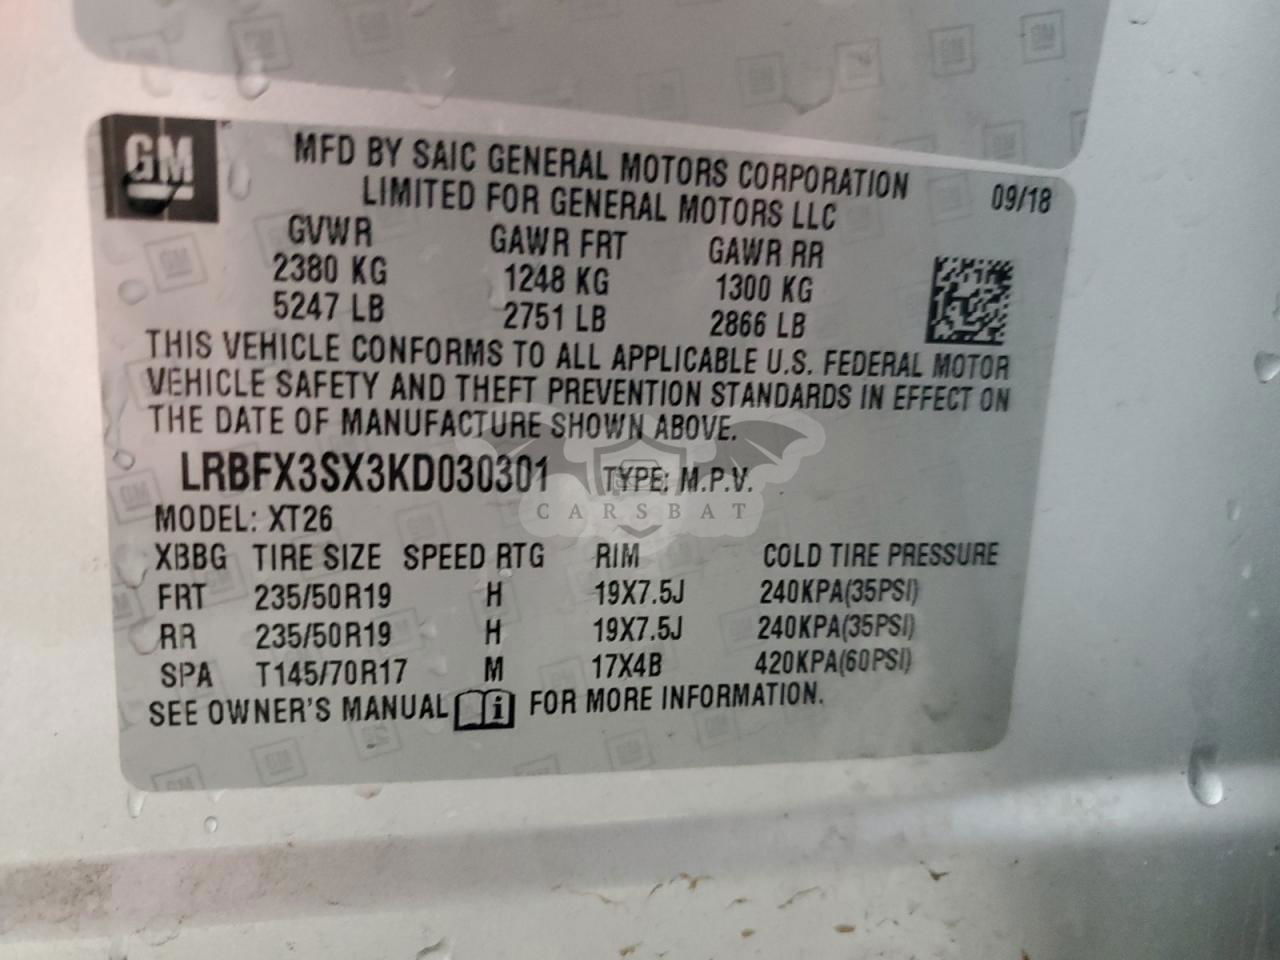 GM
MFD BY SAIC GENERAL MOTORS CORPORATION
LIMITED FOR GENERAL MOTORS LLC
09/18
GVWR GAWR FRT GAWR RR
2380 KG 1248 KG 1300 KG
5247 LB 2751 LB 2866 LB
THIS VEHICLE CONFORMS TO ALL APPLICABLE U.S. FEDERAL MOTOR
VEHICLE SAFETY AND THEFT PREVENTION STANDARDS IN EFFECT ON
THE DATE OF MANUFACTURE SHOWN ABOVE.
LRBFX3SX3KD030301 TYPE: M.P.V.
CARSBAT
MODEL: XT26
XBBG TIRE SIZE SPEED RTG RIM COLD TIRE PRESSURE
FRT 235/50R19 H 19X7.5J 240KPA(35PSI)
RR 235/50R19 H 19X7.5J 240KPA(35PSI)
SPA T145/70R17 M 17X4B 420KPA(60PSI)
SEE OWNER'S MANUAL i FOR MORE INFORMATION.